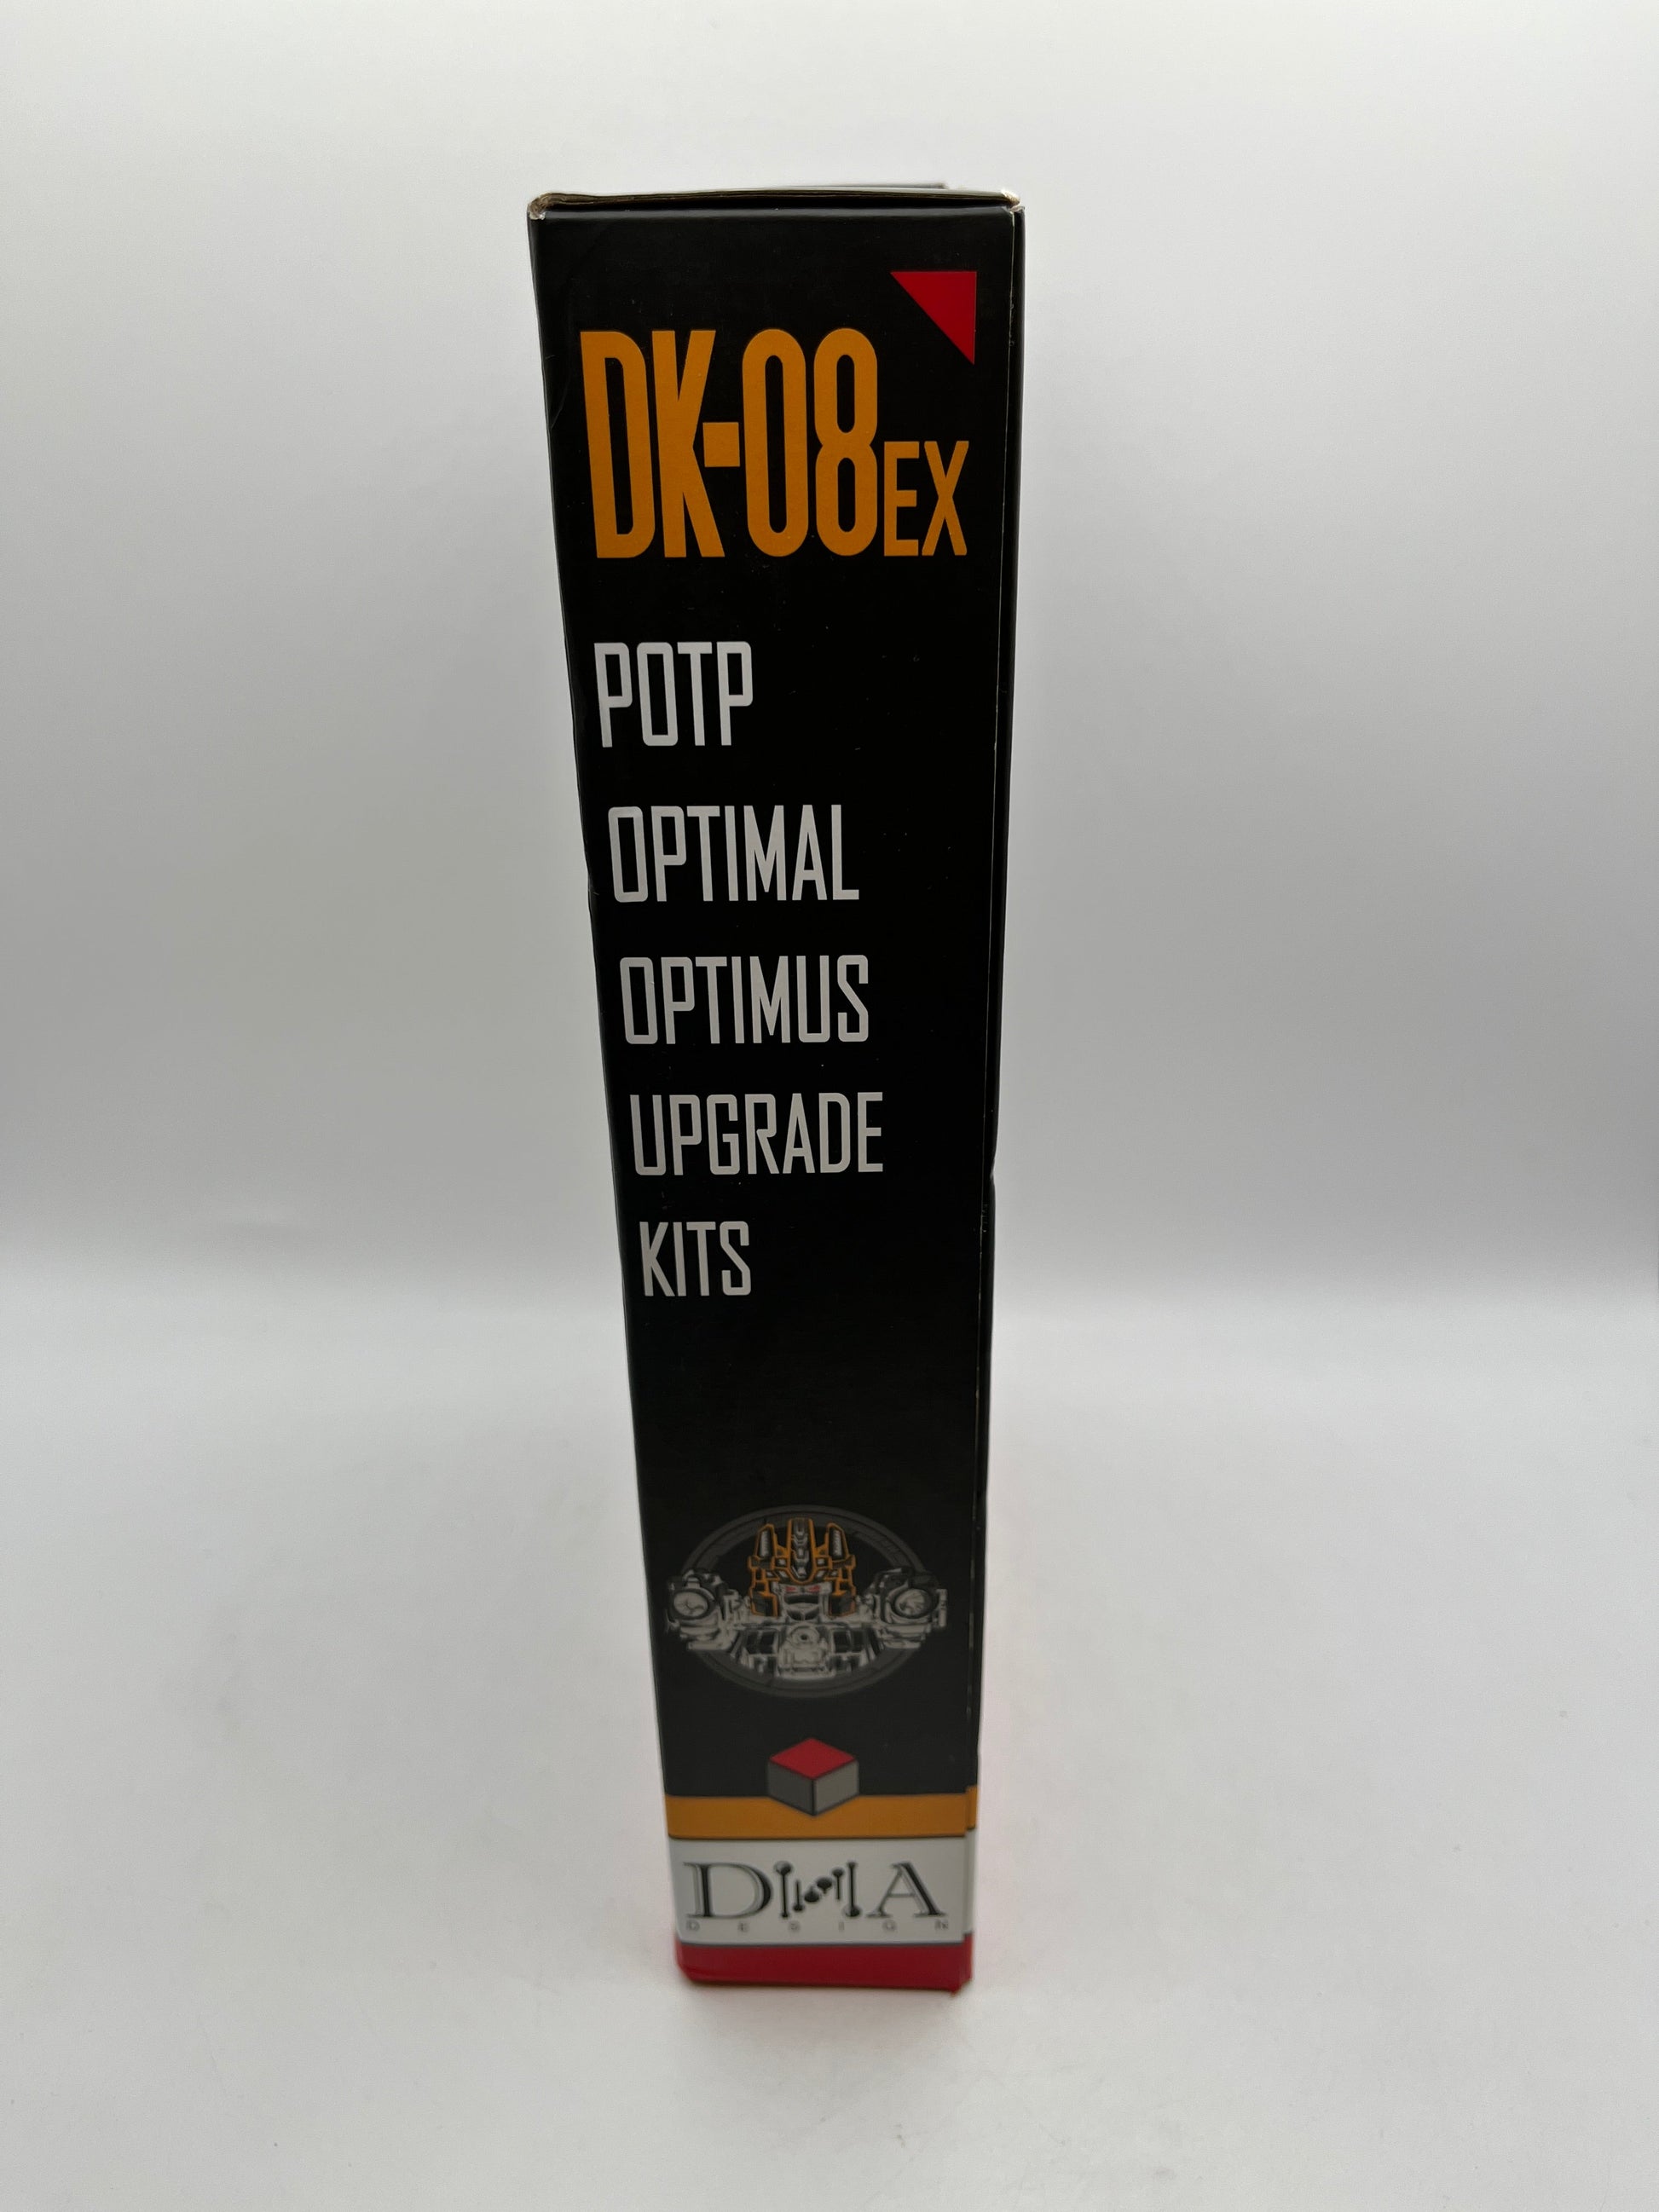 DK-08EX
POTP
OPTIMAL
OPTIMUS
UPGRADE
KITS
DNA
DESIGN